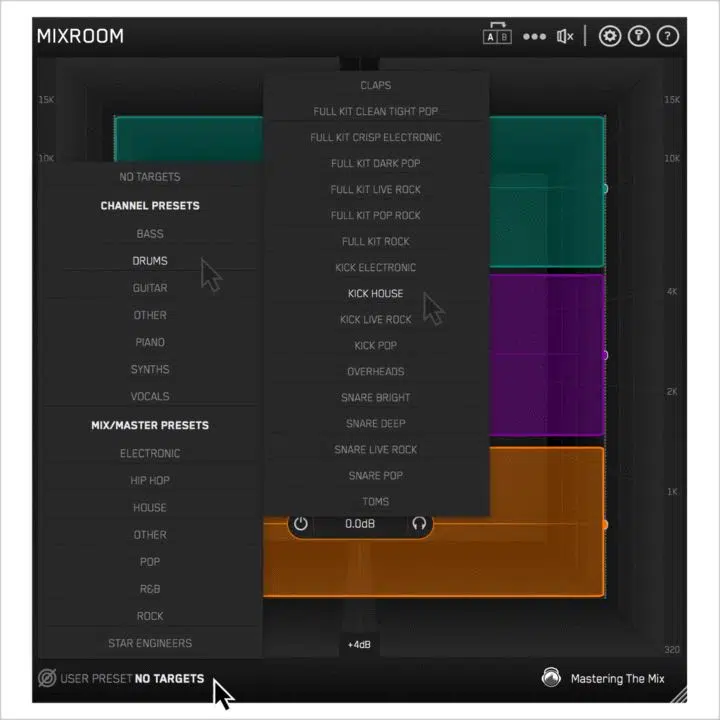 MIXROOM
A B
?
15K
10K
NO TARGETS
CHANNEL PRESETS
BASS
DRUMS
GUITAR
OTHER
PIANO
SYNTHS
VOCALS
MIX/MASTER PRESETS
ELECTRONIC
HIP HOP
HOUSE
OTHER
POP
R&B
ROCK
STAR ENGINEERS
CLAPS
FULL KIT CLEAN TIGHT POP
FULL KIT CRISP ELECTRONIC
FULL KIT DARK POP
FULL KIT LIVE ROCK
FULL KIT POP ROCK
FULL KIT ROCK
KICK ELECTRONIC
KICK HOUSE
KICK LIVE ROCK
KICK POP
OVERHEADS
SNARE BRIGHT
SNARE DEEP
SNARE LIVE ROCK
SNARE POP
TOMS
0.0dB
+4dB
15K
10K
4K
2K
1K
320
USER PRESET NO TARGETS
Mastering The Mix